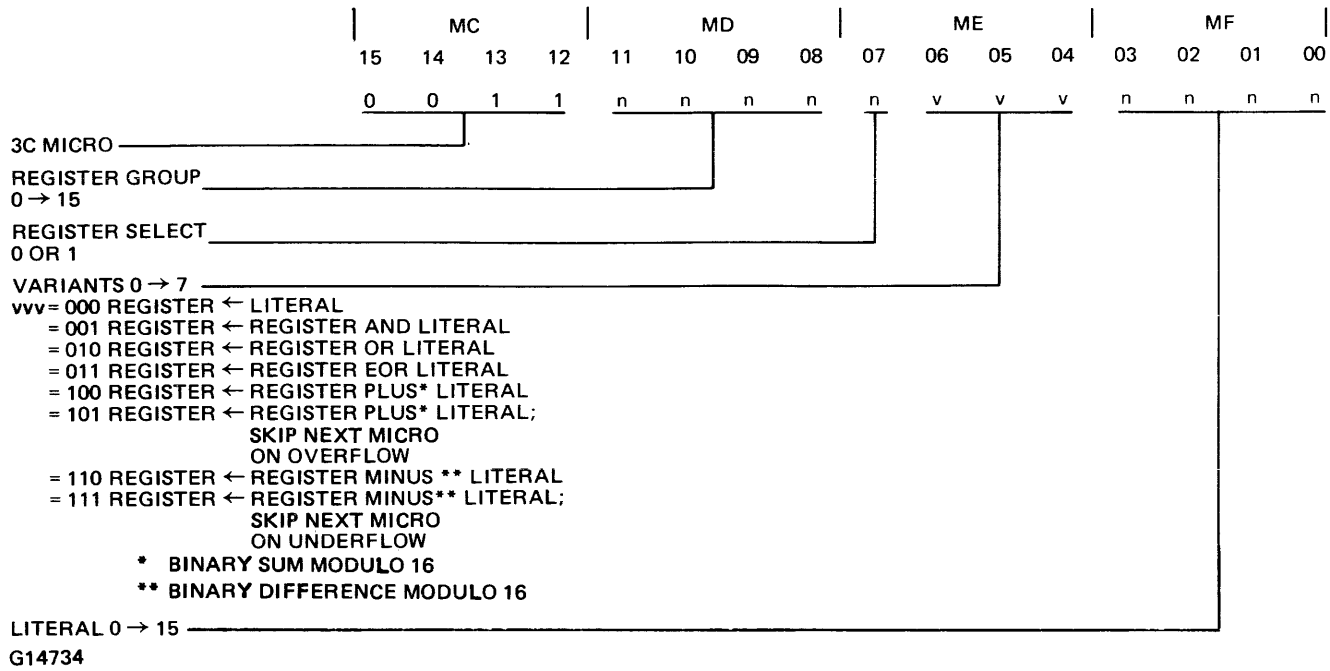 MC MD ME MF
15 14 13 12 11 10 09 08 07 06 05 04 03 02 01 00
0 0 1 1 n n n n n v v v n n n n
3C MICRO
REGISTER GROUP
0 → 15
REGISTER SELECT
0 OR 1
VARIANTS 0 → 7
vvv = 000 REGISTER ← LITERAL
= 001 REGISTER ← REGISTER AND LITERAL
= 010 REGISTER ← REGISTER OR LITERAL
= 011 REGISTER ← REGISTER EOR LITERAL
= 100 REGISTER ← REGISTER PLUS* LITERAL
= 101 REGISTER ← REGISTER PLUS* LITERAL;
SKIP NEXT MICRO
ON OVERFLOW
= 110 REGISTER ← REGISTER MINUS ** LITERAL
= 111 REGISTER ← REGISTER MINUS** LITERAL;
SKIP NEXT MICRO
ON UNDERFLOW
* BINARY SUM MODULO 16
** BINARY DIFFERENCE MODULO 16
LITERAL 0 → 15
G14734